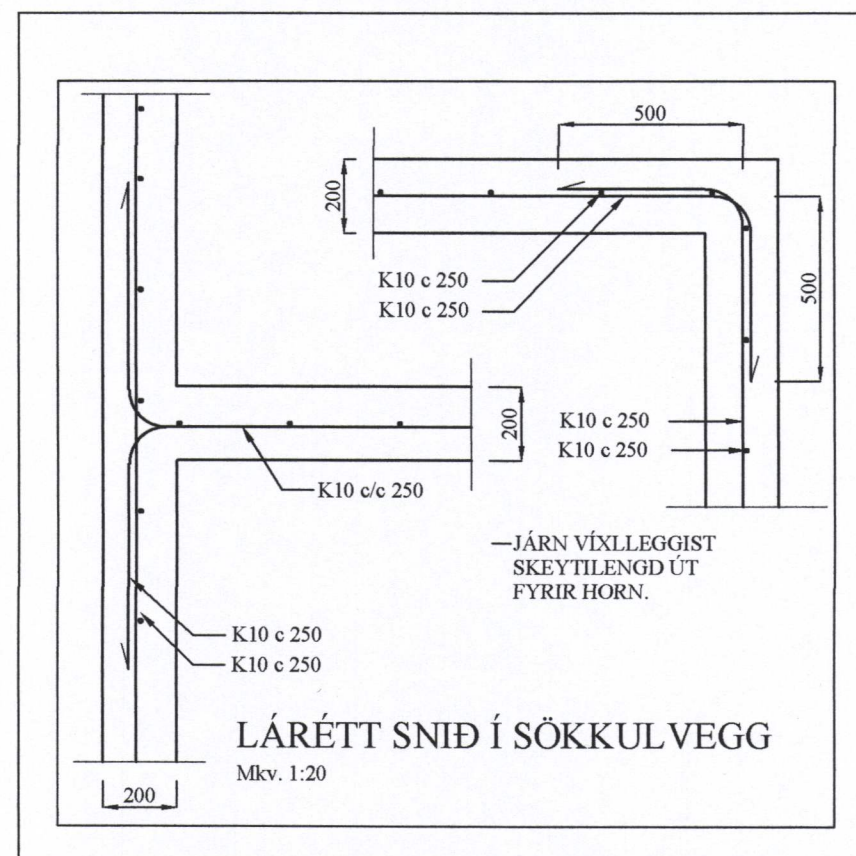 500
200
500
K10 c 250
K10 c 250
200
K10 c 250
K10 c 250
K10 c/c 250
JÁRN VÍXLLEGGIST
SKEYTILENGD ÚT
FYRIR HORN.
K10 c 250
K10 c 250
LÁRÉTT SNIÐ Í SÖKKULVEGG
Mkv. 1:20
200